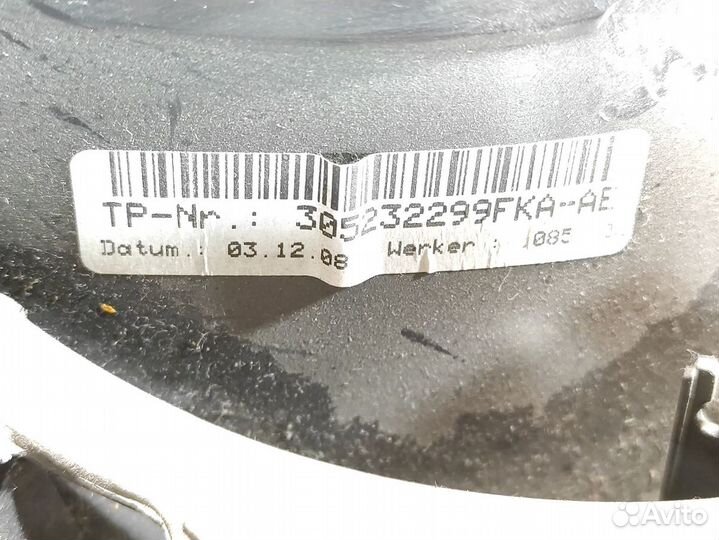 TP-Nr.: 305232299FKA-AE
Datum.: 03.12.08 Werker: 1085
Avito